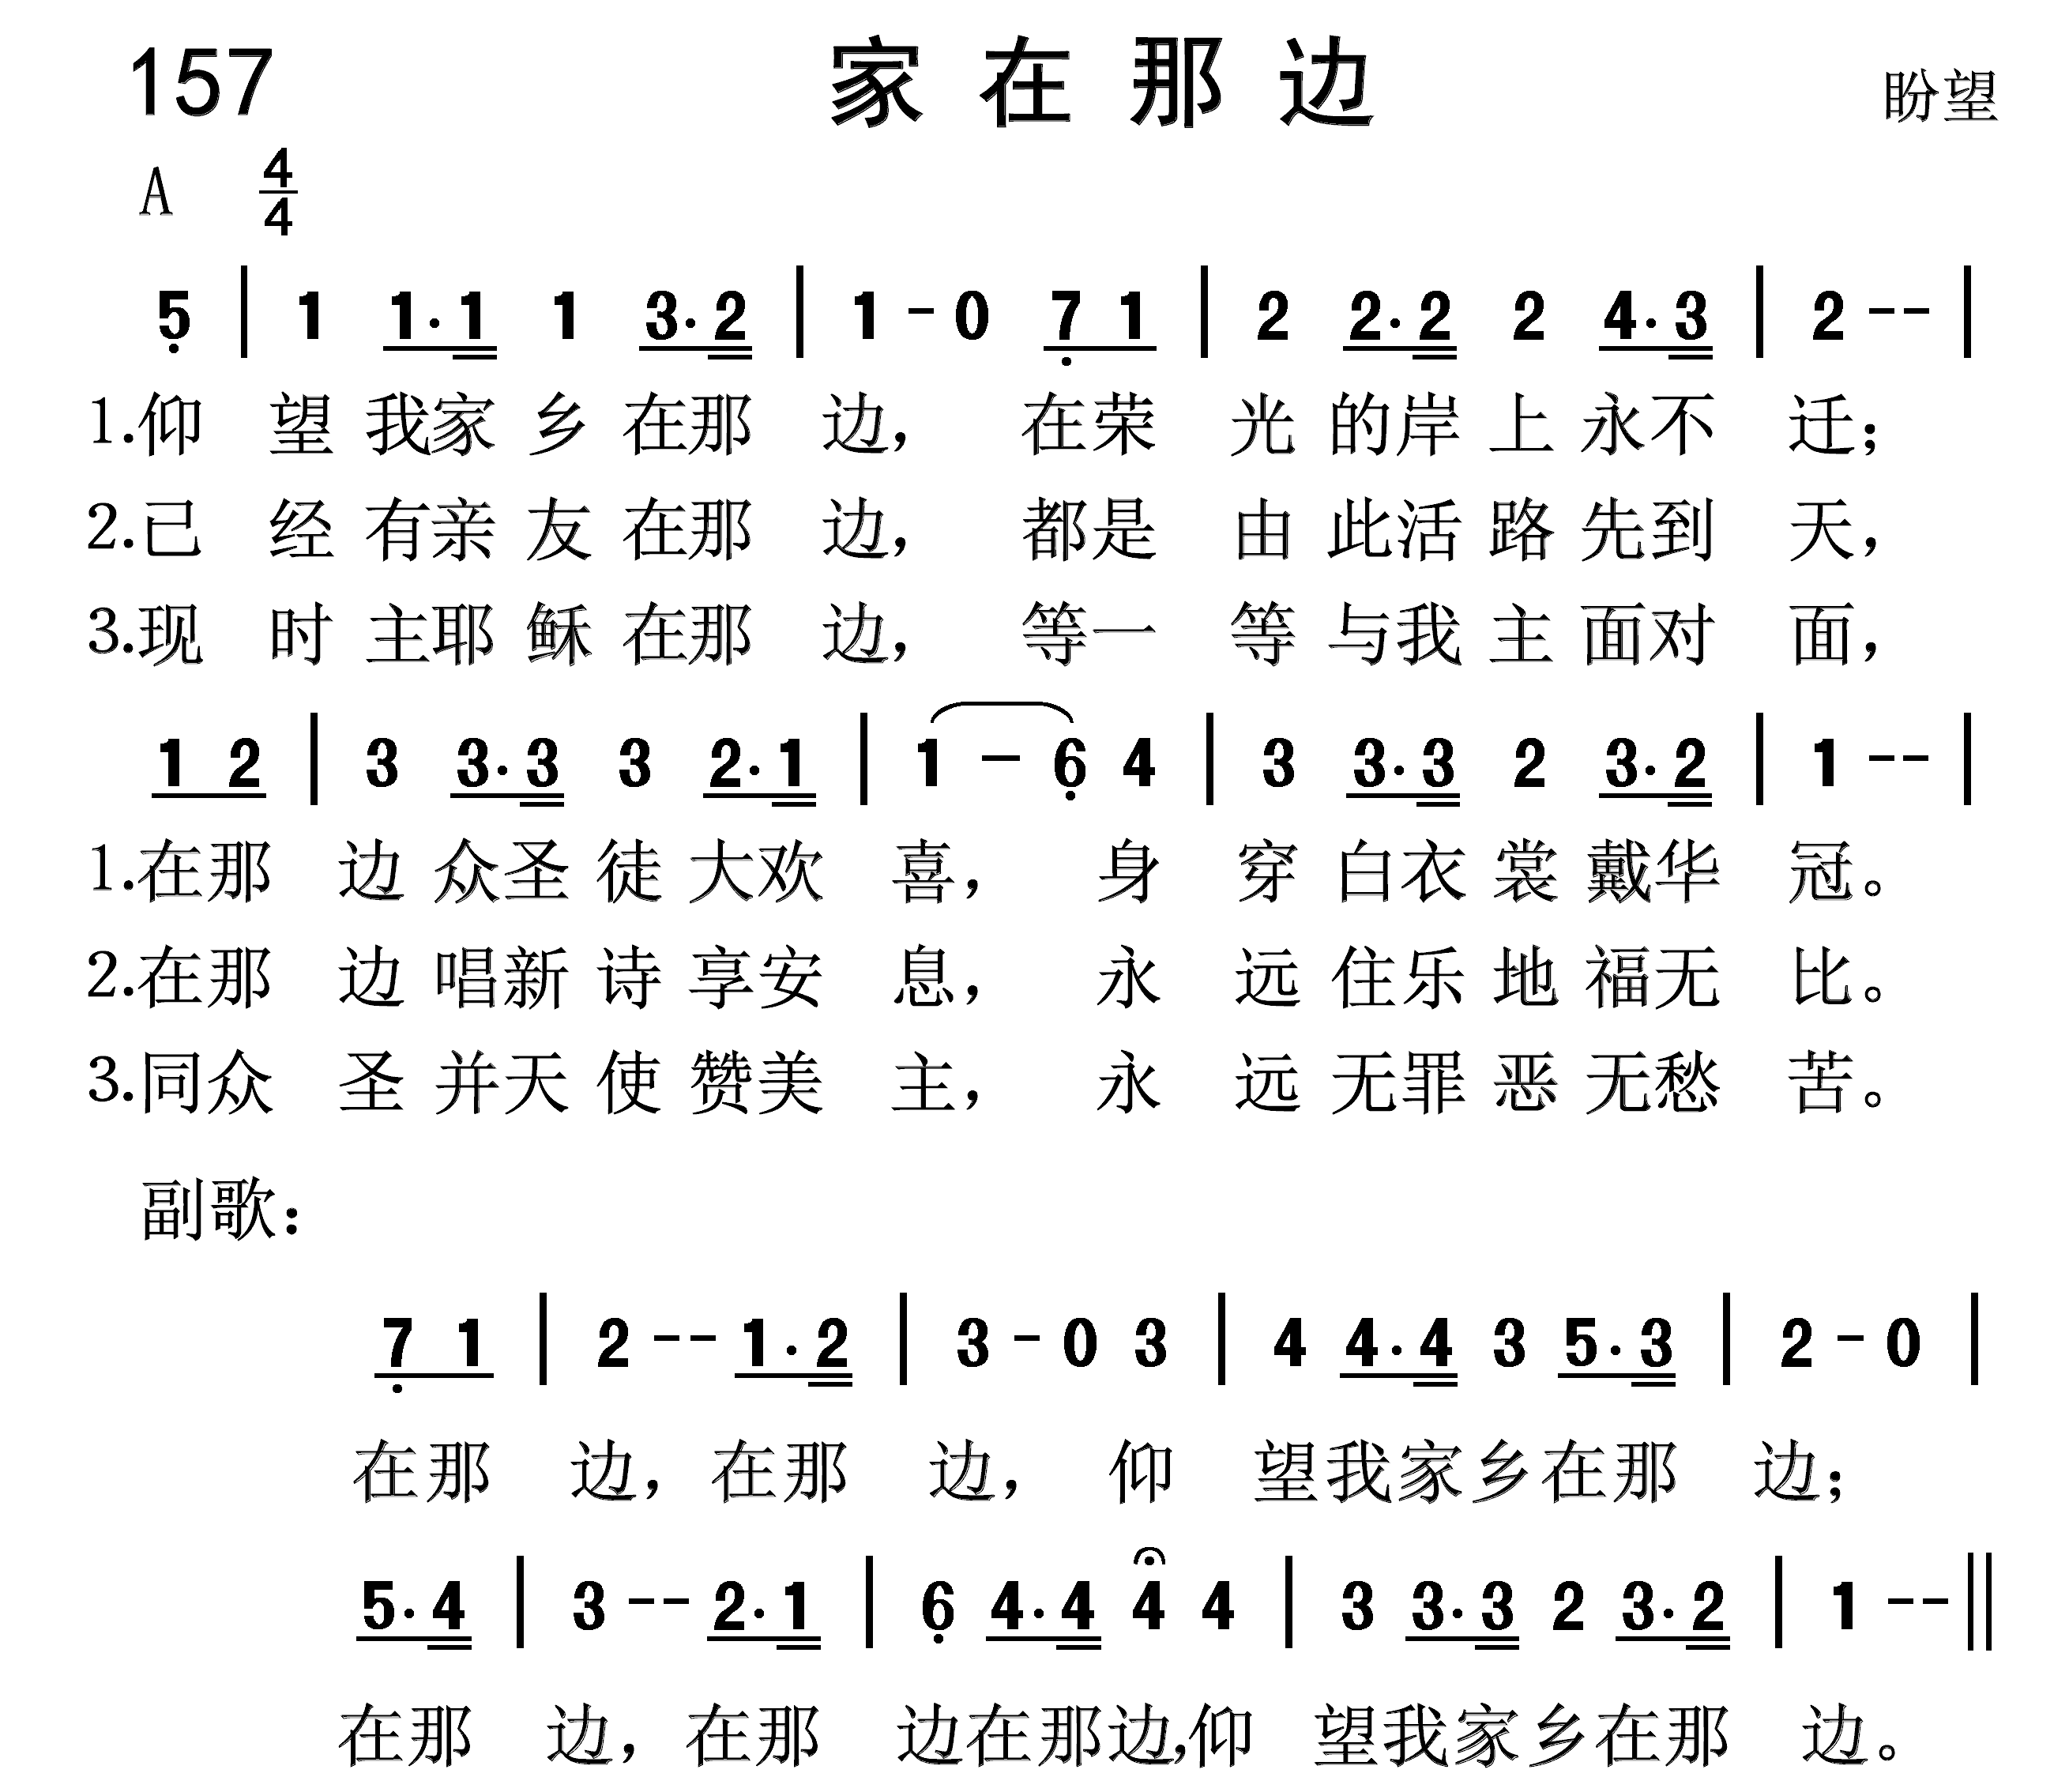 157 家在那边 盼望
A 4/4
5 | 1 1·1 1 3·2 | 1 - 0 7 1 | 2 2·2 2 4·3 | 2 - - |
1.仰望我家乡在那边，在荣光的岸上永不迁；
2.已经有亲友在那边，都是由此活路先到天，
3.现时主耶稣在那边，等一等与我主面对面，
1 2 | 3 3·3 3 2·1 | 1 - 6 4 | 3 3·3 2 3·2 | 1 - - |
1.在那边众圣徒大欢喜，身穿白衣裳戴华冠。
2.在那边唱新诗享安息，永远住乐地福无比。
3.同众圣并天使赞美主，永远无罪恶无愁苦。
副歌：
7 1 | 2 - - 1·2 | 3 - 0 3 | 4 4·4 3 5·3 | 2 - 0 |
在那边，在那边，仰望我家乡在那边；
5·4 | 3 - - 2·1 | 6 4·4 4 4 | 3 3·3 2 3·2 | 1 - - ||
在那边，在那边在那边,仰望我家乡在那边。